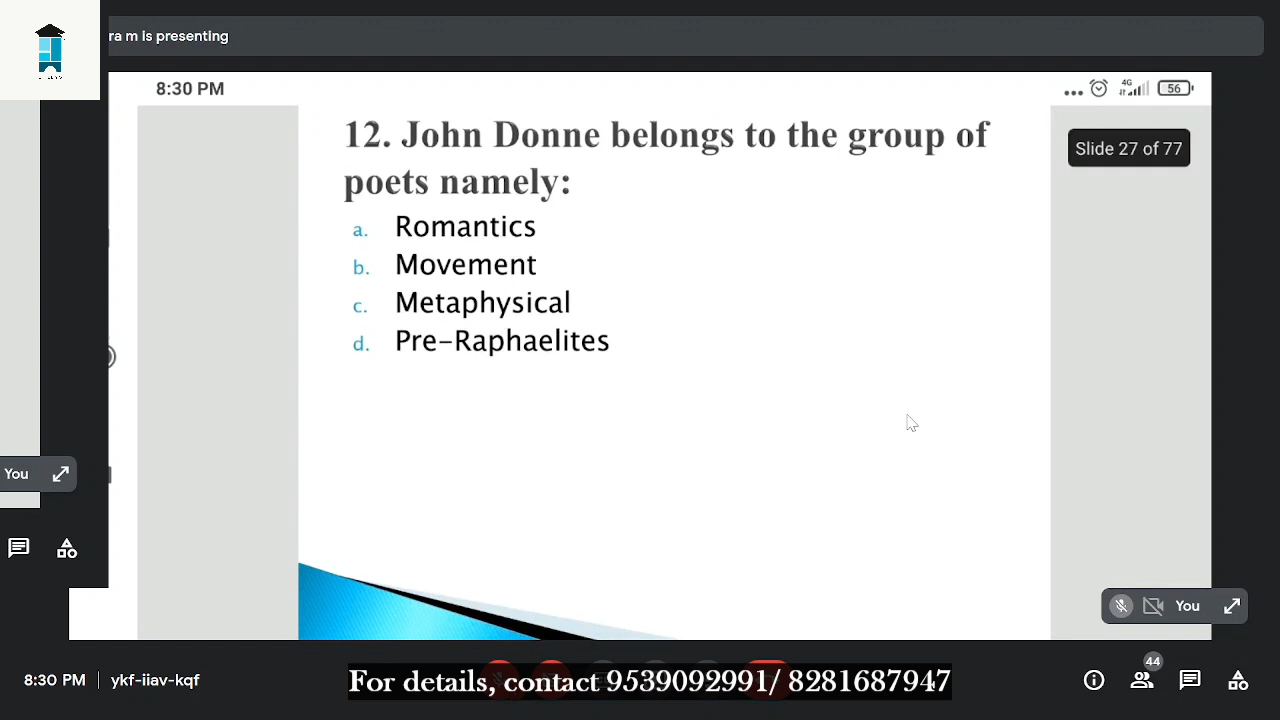 ra m is presenting
8:30 PM
4G
56
12. John Donne belongs to the group of
poets namely:
Slide 27 of 77
a. Romantics
b. Movement
c. Metaphysical
d. Pre-Raphaelites
You
You
44
8:30 PM | ykf-iiav-kqf
For details, contact 9539092991/ 8281687947